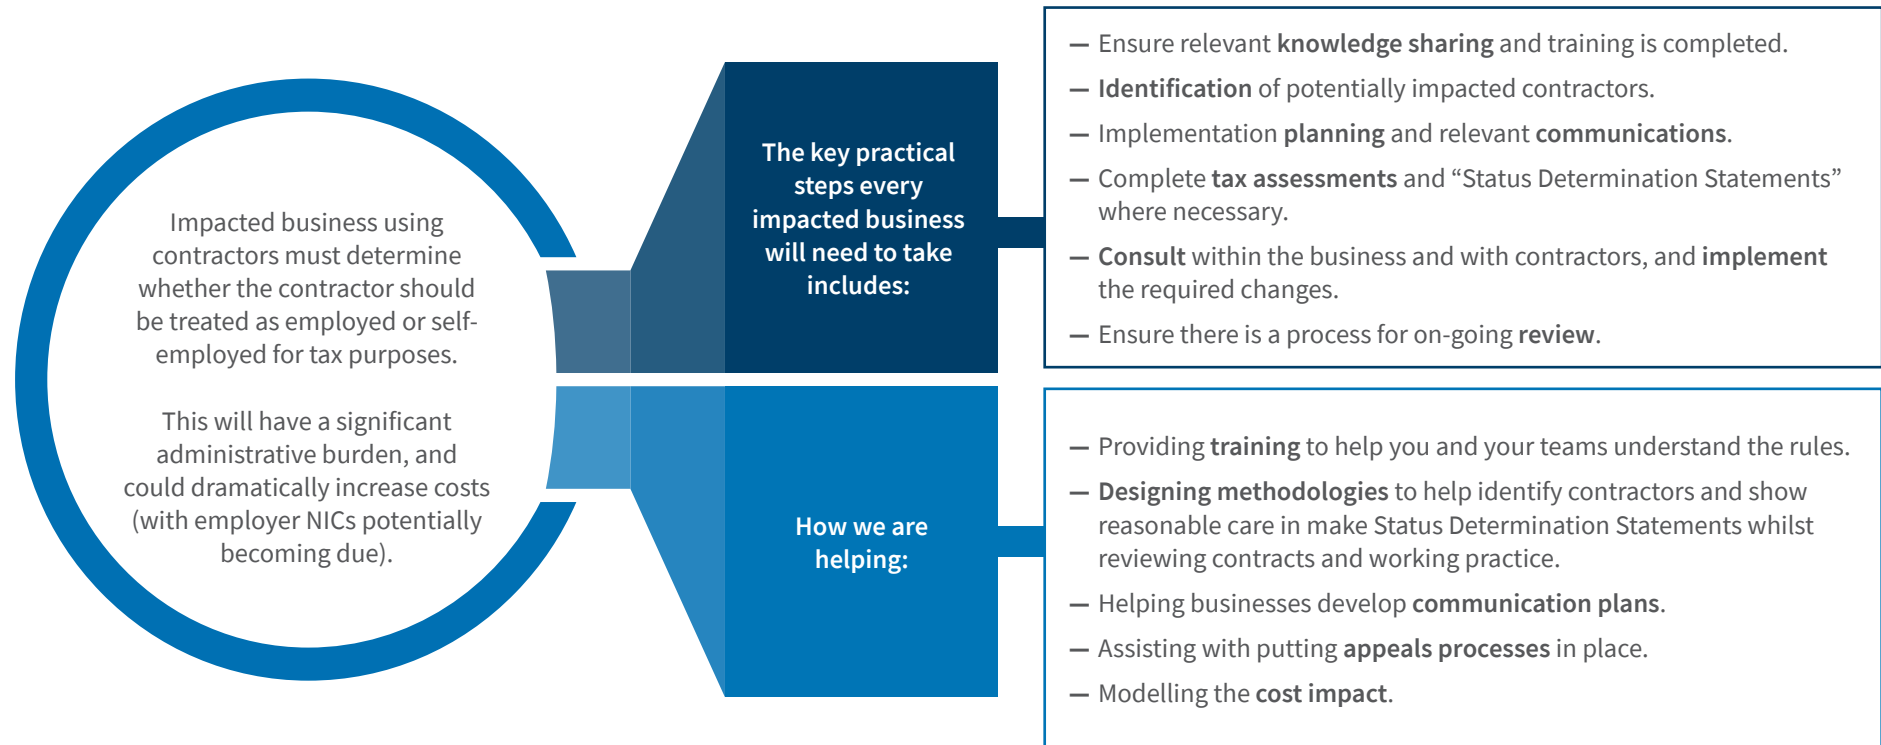 Impacted business using
contractors must determine
whether the contractor should
be treated as employed or self-
employed for tax purposes.
This will have a significant
administrative burden, and
could dramatically increase costs
(with employer NICs potentially
becoming due).
The key practical
steps every
impacted business
will need to take
includes:
— Ensure relevant knowledge sharing and training is completed.
— Identification of potentially impacted contractors.
— Implementation planning and relevant communications.
— Complete tax assessments and “Status Determination Statements”
where necessary.
— Consult within the business and with contractors, and implement
the required changes.
— Ensure there is a process for on-going review.
How we are
helping:
— Providing training to help you and your teams understand the rules.
— Designing methodologies to help identify contractors and show
reasonable care in make Status Determination Statements whilst
reviewing contracts and working practice.
— Helping businesses develop communication plans.
— Assisting with putting appeals processes in place.
— Modelling the cost impact.